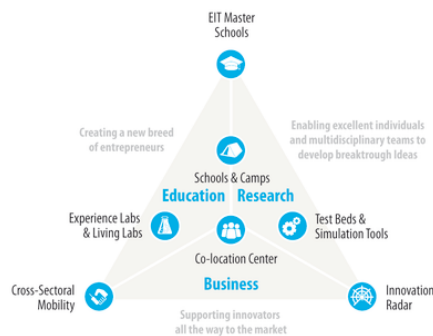 EIT Master
Schools
Creating a new breed
of entrepreneurs
Enabling excellent individuals
and multidisciplinary teams to
develop breaktrough Ideas
Schools & Camps
Education
Research
Experience Labs
& Living Labs
Test Beds &
Simulation Tools
Co-location Center
Business
Cross-Sectoral
Mobility
Innovation
Radar
Supporting innovators
all the way to the market